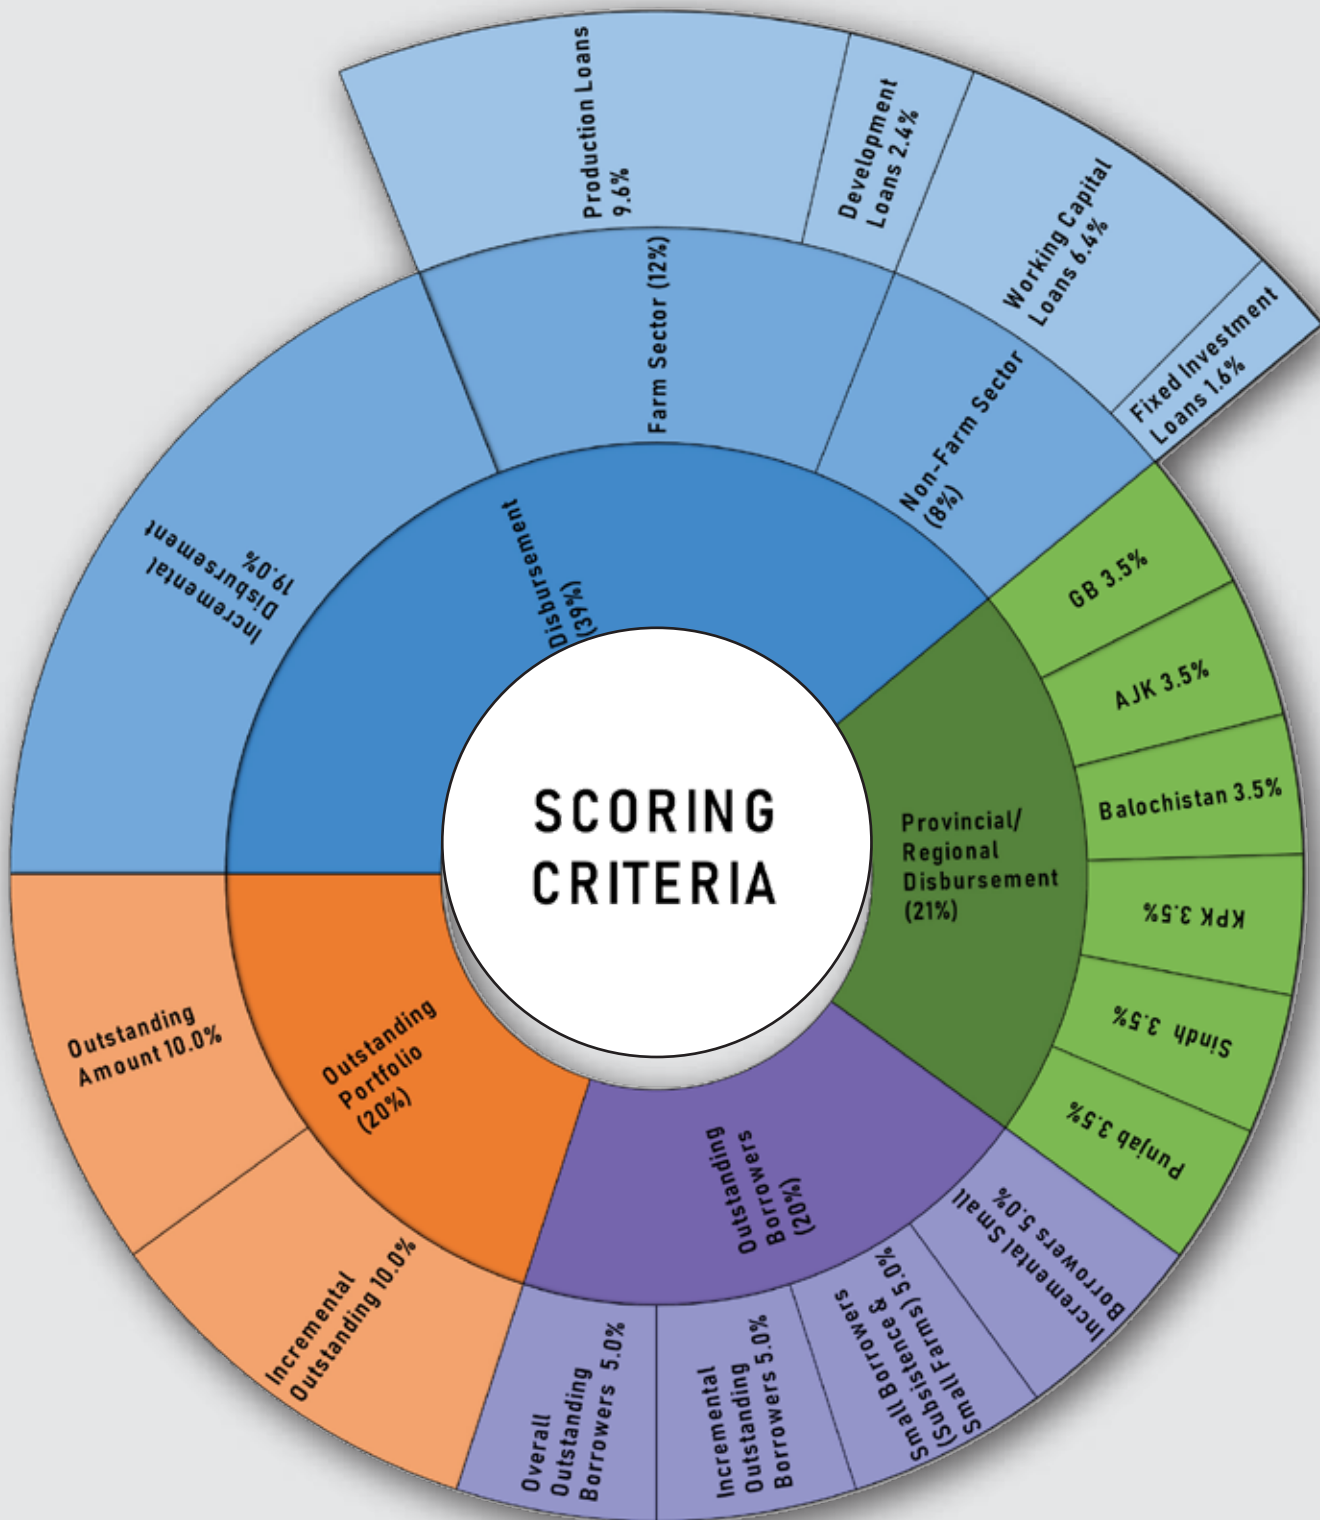 SCORING
CRITERIA
Disbursement
(39%)
Farm Sector (12%)
Production Loans
9.6%
Development
Loans 2.4%
Non-Farm Sector
(8%)
Working Capital
Loans 6.4%
Fixed Investment
Loans 1.6%
Incremental
Disbursement
19.0%
Provincial/
Regional
Disbursement
(21%)
GB 3.5%
AJK 3.5%
Balochistan 3.5%
KPK 3.5%
Sindh 3.5%
Punjab 3.5%
Outstanding
Borrowers
(20%)
Incremental Small
Borrowers 5.0%
Small Borrowers
(Subsistence &
Small Farms) 5.0%
Incremental
Outstanding
Borrowers 5.0%
Overall
Outstanding
Borrowers 5.0%
Outstanding
Portfolio
(20%)
Incremental
Outstanding 10.0%
Outstanding
Amount 10.0%